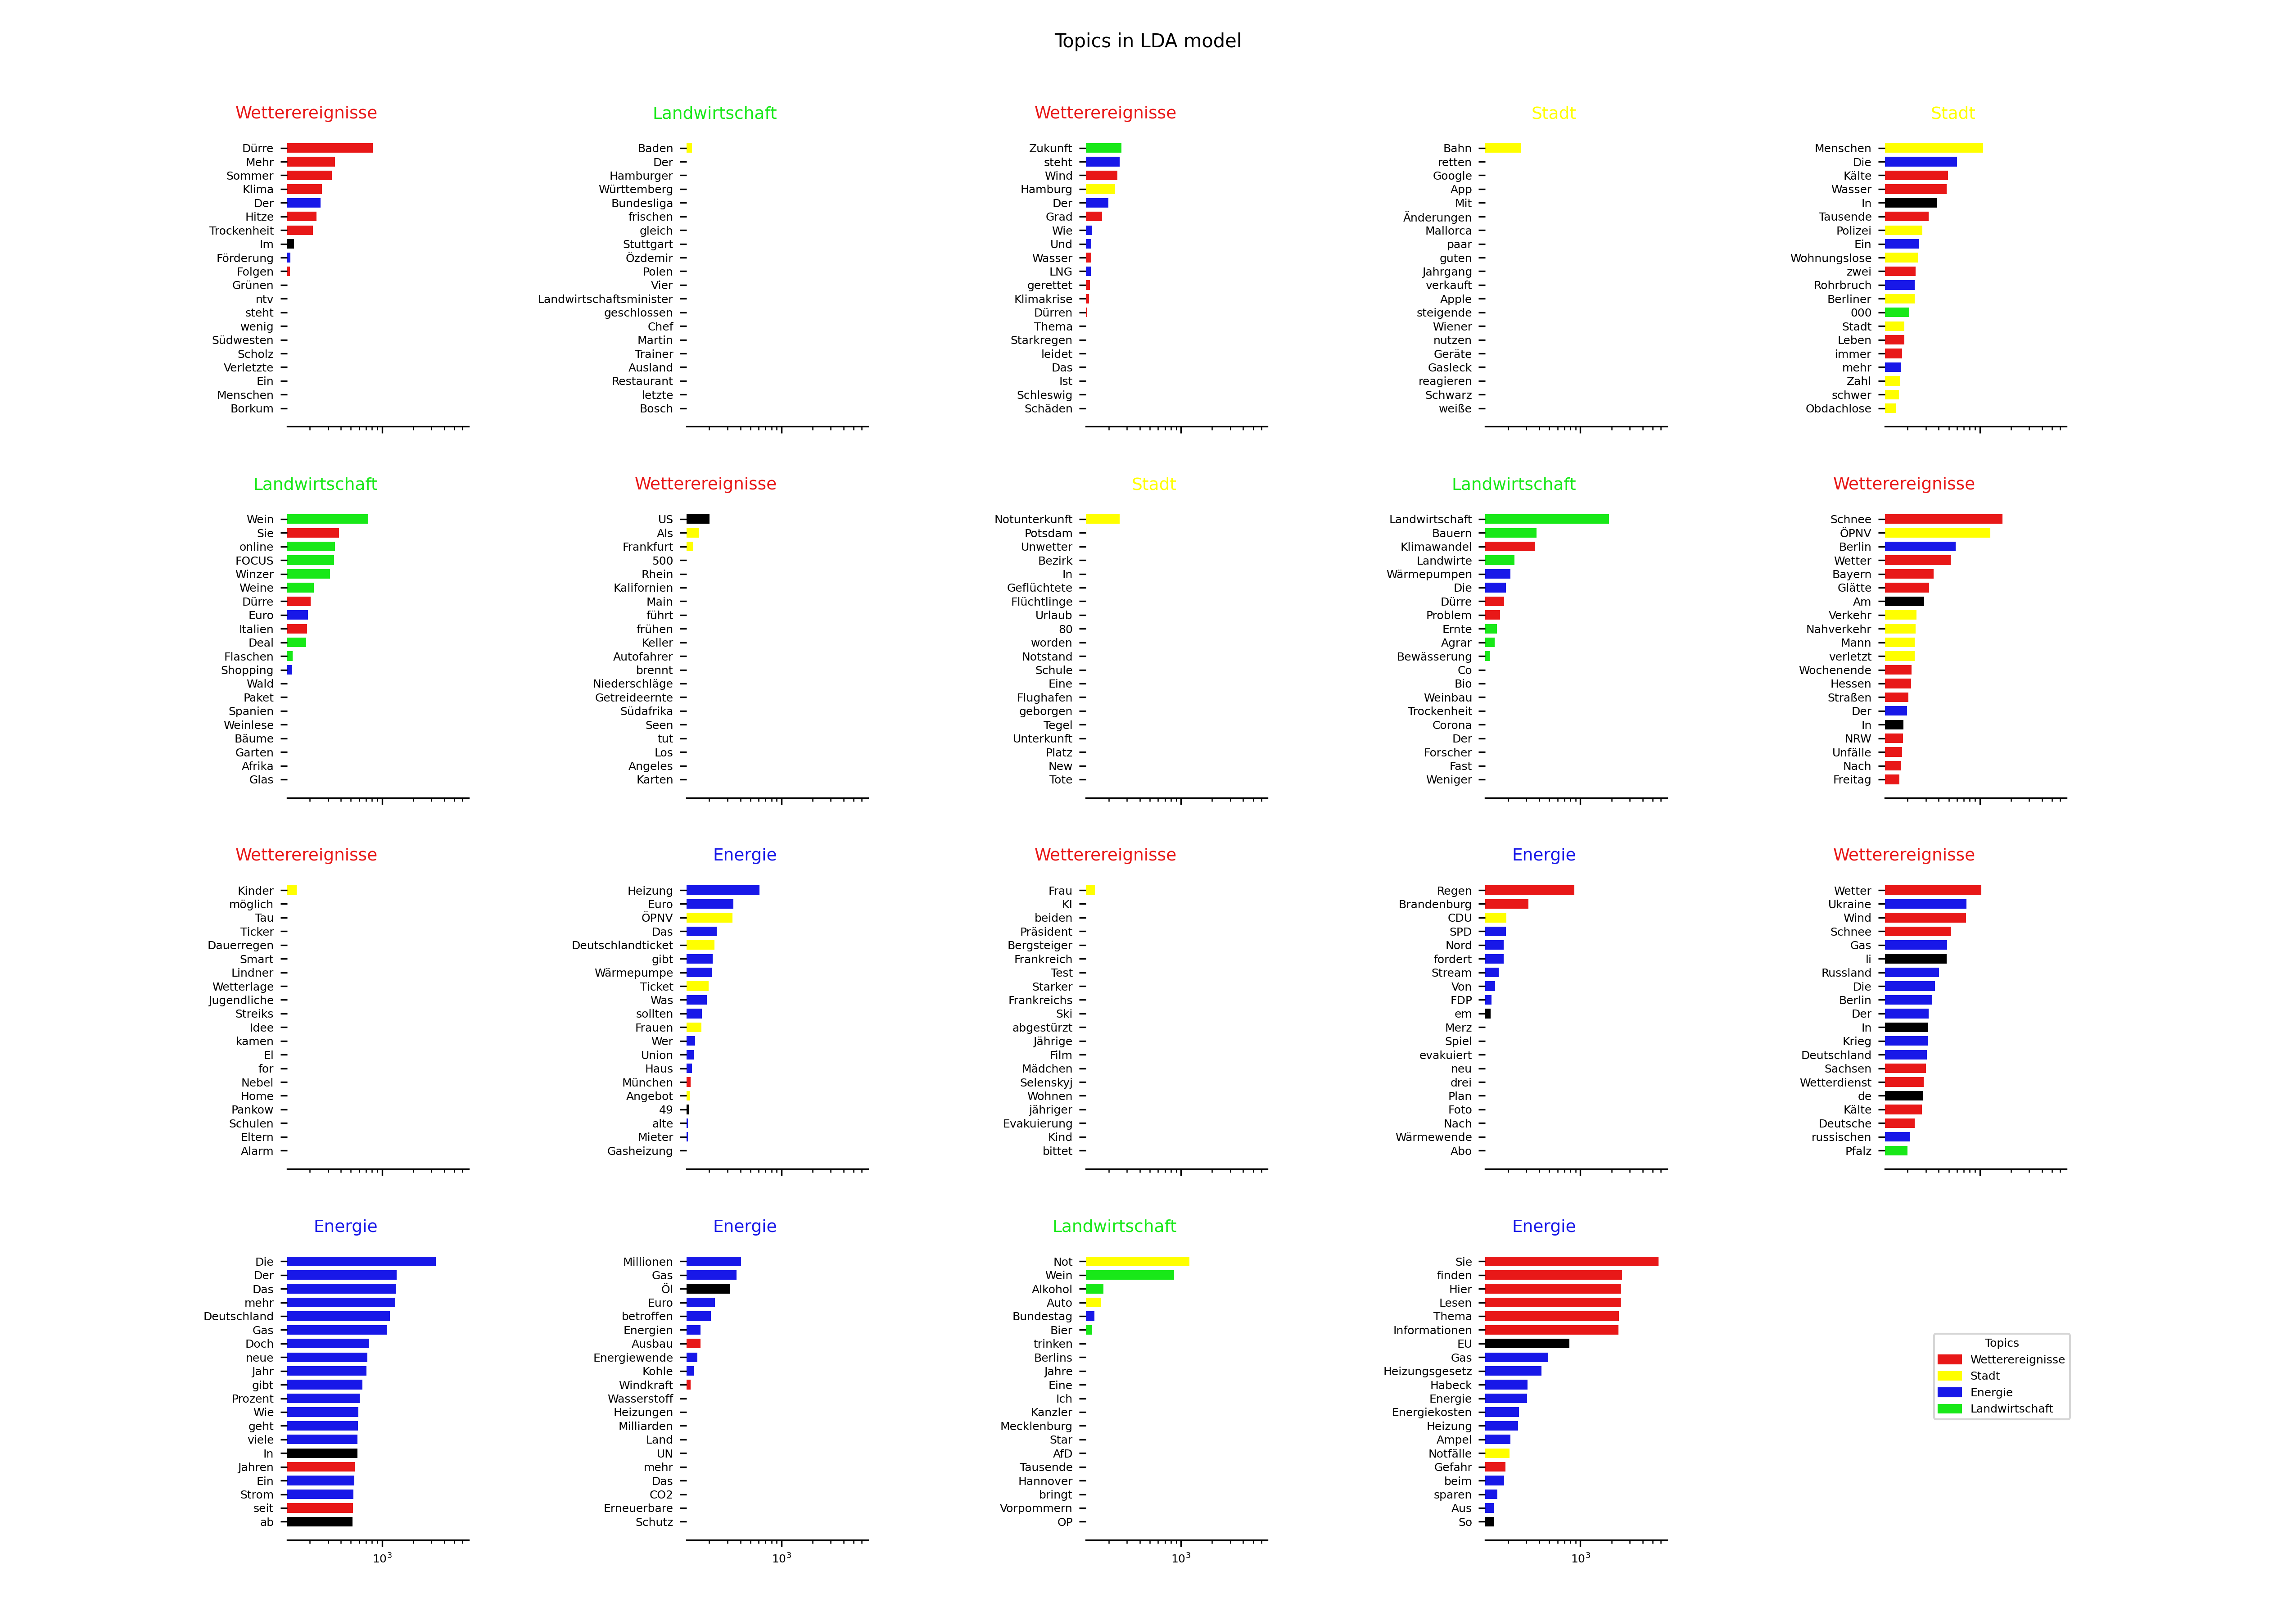 Topics in LDA model
Wetterereignisse
Dürre
Mehr
Sommer
Klima
Der
Hitze
Trockenheit
Im
Förderung
Folgen
Grünen
ntv
steht
wenig
Südwesten
Scholz
Verletzte
Ein
Menschen
Borkum
Landwirtschaft
Baden
Der
Hamburger
Württemberg
Bundesliga
frischen
gleich
Stuttgart
Özdemir
Polen
Vier
Landwirtschaftsminister
geschlossen
Chef
Martin
Trainer
Ausland
Restaurant
letzte
Bosch
Wetterereignisse
Zukunft
steht
Wind
Hamburg
Der
Grad
Wie
Und
Wasser
LNG
gerettet
Klimakrise
Dürren
Thema
Starkregen
leidet
Das
Ist
Schleswig
Schäden
Stadt
Bahn
retten
Google
App
Mit
Änderungen
Mallorca
paar
guten
Jahrgang
verkauft
Apple
steigende
Wiener
nutzen
Geräte
Gasleck
reagieren
Schwarz
weiße
Stadt
Menschen
Die
Kälte
Wasser
In
Tausende
Polizei
Ein
Wohnungslose
zwei
Rohrbruch
Berliner
000
Stadt
Leben
immer
mehr
Zahl
schwer
Obdachlose
Landwirtschaft
Wein
Sie
online
FOCUS
Winzer
Weine
Dürre
Euro
Italien
Deal
Flaschen
Shopping
Wald
Paket
Spanien
Weinlese
Bäume
Garten
Afrika
Glas
Wetterereignisse
US
Als
Frankfurt
500
Rhein
Kalifornien
Main
führt
frühen
Keller
Autofahrer
brennt
Niederschläge
Getreideernte
Südafrika
Seen
tut
Los
Angeles
Karten
Stadt
Notunterkunft
Potsdam
Unwetter
Bezirk
In
Geflüchtete
Flüchtlinge
Urlaub
80
worden
Notstand
Schule
Eine
Flughafen
geborgen
Tegel
Unterkunft
Platz
New
Tote
Landwirtschaft
Landwirtschaft
Bauern
Klimawandel
Landwirte
Wärmepumpen
Die
Dürre
Problem
Ernte
Agrar
Bewässerung
Co
Bio
Weinbau
Trockenheit
Corona
Der
Forscher
Fast
Weniger
Wetterereignisse
Schnee
ÖPNV
Berlin
Wetter
Bayern
Glätte
Am
Verkehr
Nahverkehr
Mann
verletzt
Wochenende
Hessen
Straßen
Der
In
NRW
Unfälle
Nach
Freitag
Wetterereignisse
Kinder
möglich
Tau
Ticker
Dauerregen
Smart
Lindner
Wetterlage
Jugendliche
Streiks
Idee
kamen
El
for
Nebel
Home
Pankow
Schulen
Eltern
Alarm
Energie
Heizung
Euro
ÖPNV
Das
Deutschlandticket
gibt
Wärmepumpe
Ticket
Was
sollten
Frauen
Wer
Union
Haus
München
Angebot
49
alte
Mieter
Gasheizung
Wetterereignisse
Frau
KI
beiden
Präsident
Bergsteiger
Frankreich
Test
Starker
Frankreichs
Ski
abgestürzt
Jährige
Film
Mädchen
Selenskyj
Wohnen
jähriger
Evakuierung
Kind
bittet
Energie
Regen
Brandenburg
CDU
SPD
Nord
fordert
Stream
Von
FDP
em
Merz
Spiel
evakuiert
neu
drei
Plan
Foto
Nach
Wärmewende
Abo
Wetterereignisse
Wetter
Ukraine
Wind
Schnee
Gas
li
Russland
Die
Berlin
Der
In
Krieg
Deutschland
Sachsen
Wetterdienst
de
Kälte
Deutsche
russischen
Pfalz
Energie
Die
Der
Das
mehr
Deutschland
Gas
Doch
neue
Jahr
gibt
Prozent
Wie
geht
viele
In
Jahren
Ein
Strom
seit
ab
10³
Energie
Millionen
Gas
Öl
Euro
betroffen
Energien
Ausbau
Energiewende
Kohle
Windkraft
Wasserstoff
Heizungen
Milliarden
Land
UN
mehr
Das
CO2
Erneuerbare
Schutz
10³
Landwirtschaft
Not
Wein
Alkohol
Auto
Bundestag
Bier
trinken
Berlins
Jahre
Eine
Ich
Kanzler
Mecklenburg
Star
AfD
Tausende
Hannover
bringt
Vorpommern
OP
10³
Energie
Sie
finden
Hier
Lesen
Thema
Informationen
EU
Gas
Heizungsgesetz
Habeck
Energie
Energiekosten
Heizung
Ampel
Notfälle
Gefahr
beim
sparen
Aus
So
10³
Topics
Wetterereignisse
Stadt
Energie
Landwirtschaft